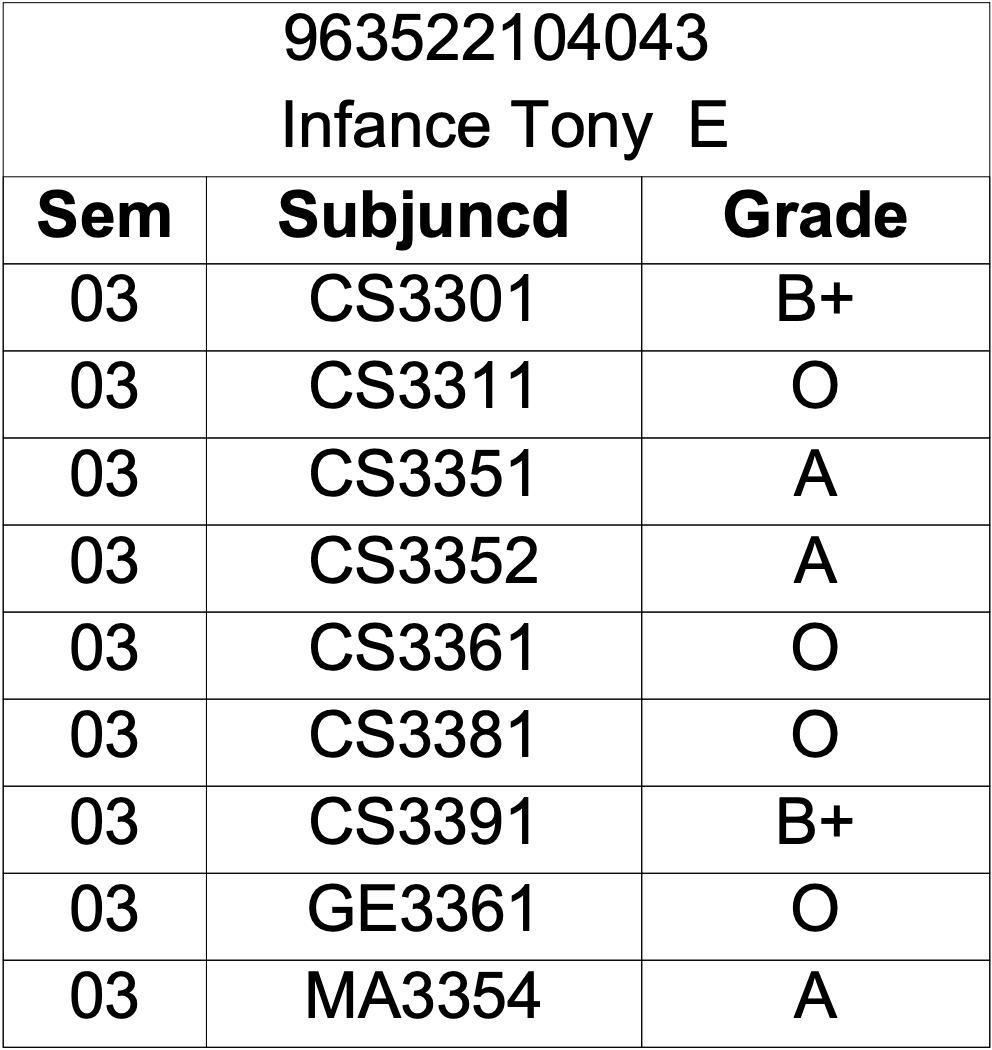 963522104043
Infance Tony E
Sem Subjuncd Grade
03 CS3301 B+
03 CS3311 O
03 CS3351 A
03 CS3352 A
03 CS3361 O
03 CS3381 O
03 CS3391 B+
03 GE3361 O
03 MA3354 A